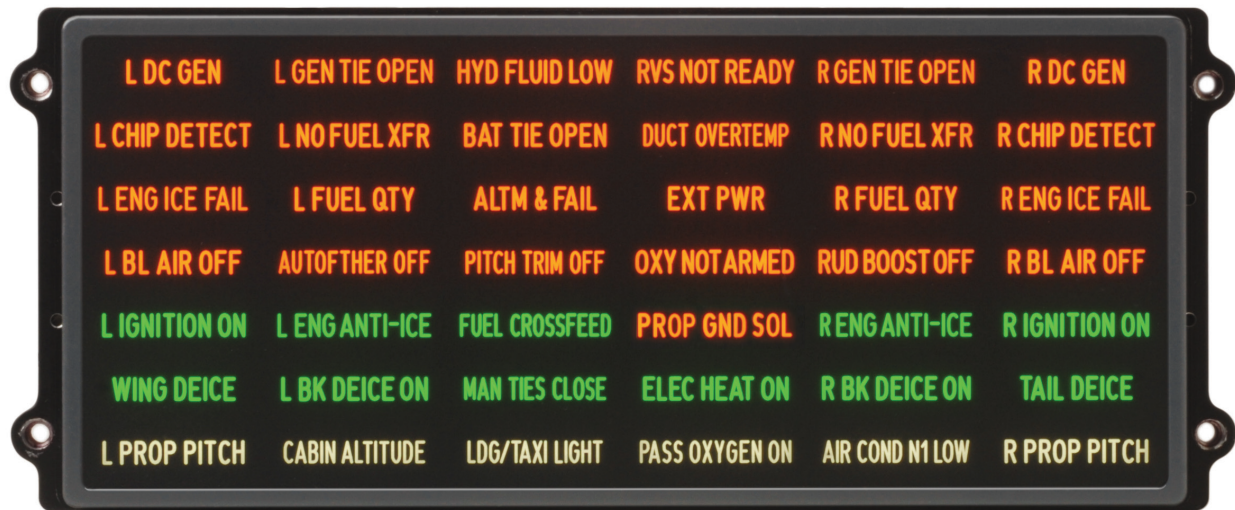 L DC GEN L GEN TIE OPEN HYD FLUID LOW RVS NOT READY R GEN TIE OPEN R DC GEN
L CHIP DETECT L NO FUEL XFR BAT TIE OPEN DUCT OVERTEMP R NO FUEL XFR R CHIP DETECT
L ENG ICE FAIL L FUEL QTY ALTM & FAIL EXT PWR R FUEL QTY R ENG ICE FAIL
L BL AIR OFF AUTOFTHER OFF PITCH TRIM OFF OXY NOT ARMED RUD BOOST OFF R BL AIR OFF
L IGNITION ON L ENG ANTI-ICE FUEL CROSSFEED PROP GND SOL R ENG ANTI-ICE R IGNITION ON
WING DEICE L BK DEICE ON MAN TIES CLOSE ELEC HEAT ON R BK DEICE ON TAIL DEICE
L PROP PITCH CABIN ALTITUDE LDG/TAXI LIGHT PASS OXYGEN ON AIR COND N1 LOW R PROP PITCH